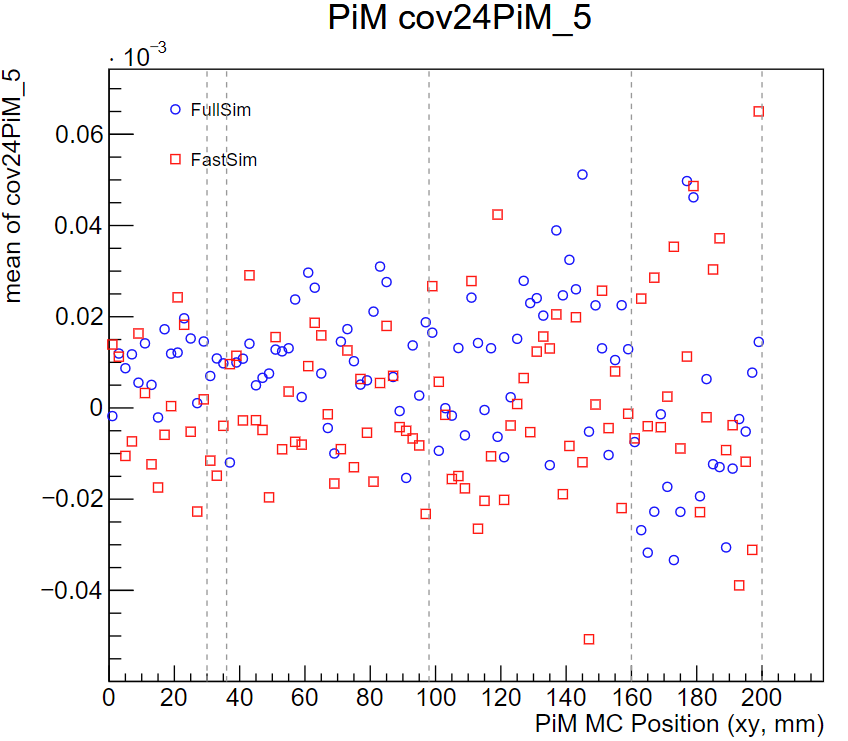 PiM cov24PiM_5
· 10⁻³
mean of cov24PiM_5
FullSim
FastSim
0.06
0.04
0.02
0
−0.02
−0.04
0 20 40 60 80 100 120 140 160 180 200
PiM MC Position (xy, mm)